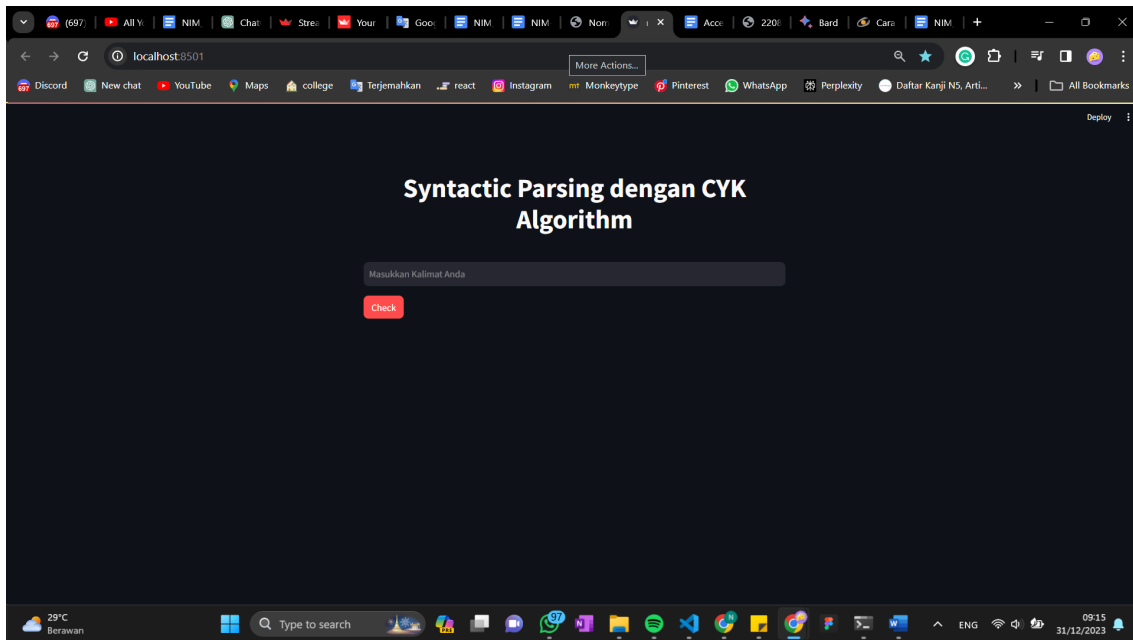 (697) All Y NIM Chat Strea Your Goo NIM NIM Norr Acce 2208 Bard Cara NIM
localhost:8501
More Actions...
697 Discord New chat YouTube Maps college Terjemahkan react Instagram mt Monkeytype Pinterest WhatsApp Perplexity Daftar Kanji N5, Arti... » All Bookmarks
Deploy
Syntactic Parsing dengan CYK
Algorithm
Masukkan Kalimat Anda
Check
29°C
Berawan
Type to search
97
ENG
09:15
31/12/2023